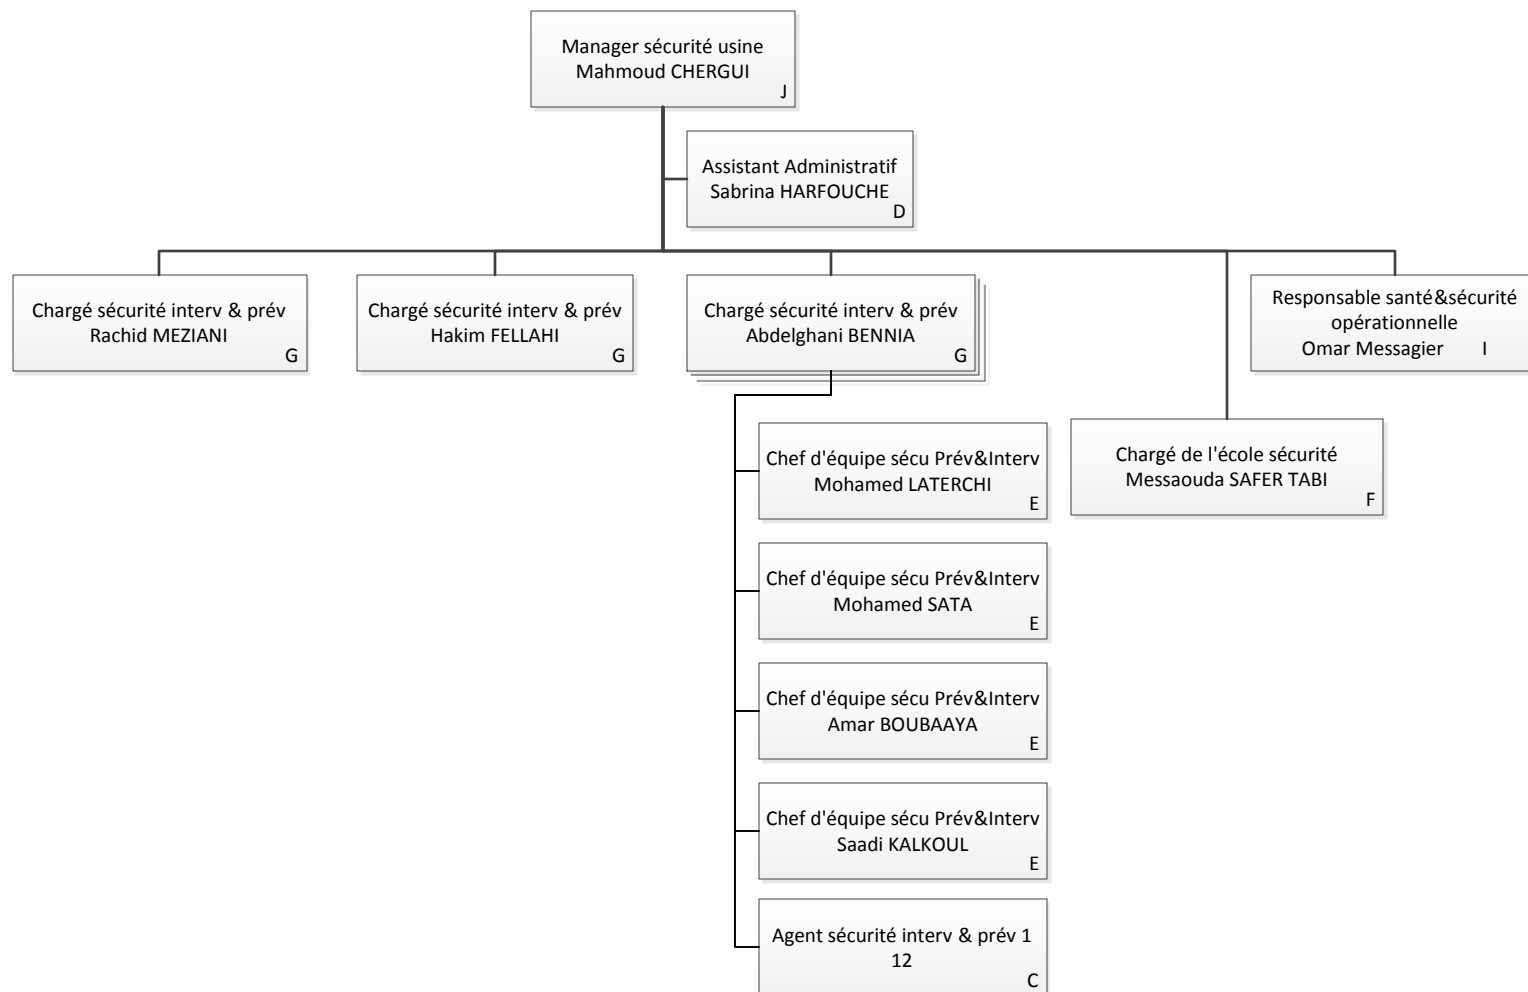 Manager sécurité usine
Mahmoud CHERGUI
J
Assistant Administratif
Sabrina HARFOUCHE
D
Chargé sécurité interv & prév
Rachid MEZIANI
G
Chargé sécurité interv & prév
Hakim FELLAHI
G
Chargé sécurité interv & prév
Abdelghani BENNIA
G
Responsable santé&sécurité
opérationnelle
Omar Messagier I
Chef d'équipe sécu Prév&Interv
Mohamed LATERCHI
E
Chargé de l'école sécurité
Messaouda SAFER TABI
F
Chef d'équipe sécu Prév&Interv
Mohamed SATA
E
Chef d'équipe sécu Prév&Interv
Amar BOUBAAYA
E
Chef d'équipe sécu Prév&Interv
Saadi KALKOUL
E
Agent sécurité interv & prév 1
12
C